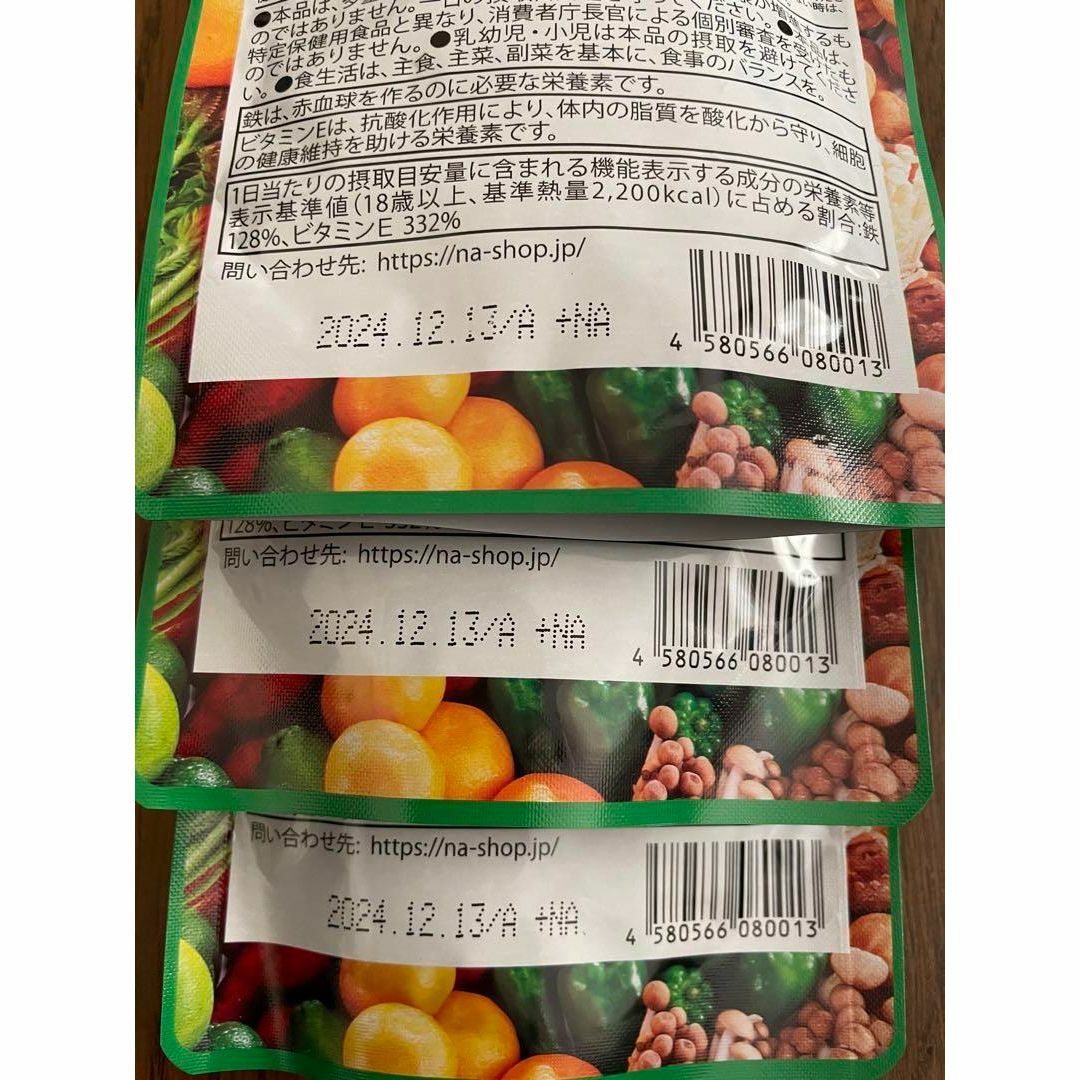 ●本品は、多量
のではありません。一日の
特定保健用食品と異なり、消費者庁長官による個別審査を受けたも
のではありません。●乳幼児・小児は本品の摂取を避けてくださ
い。●食生活は、主食、主菜、副菜を基本に、食事のバランスを。
鉄は、赤血球を作るのに必要な栄養素です。
ビタミンEは、抗酸化作用により、体内の脂質を酸化から守り、細胞
の健康維持を助ける栄養素です。
1日当たりの摂取目安量に含まれる機能表示する成分の栄養素等
表示基準値(18歳以上、基準熱量2,200kcal)に占める割合:鉄
128%、ビタミンE 332%
問い合わせ先: https://na-shop.jp/
2024.12.13/A +NA
4 580566 080013
128%、ビタミンE 332%
問い合わせ先: https://na-shop.jp/
2024.12.13/A +NA
4 580566 080013
問い合わせ先: https://na-shop.jp/
2024.12.13/A +NA
4 580566 080013